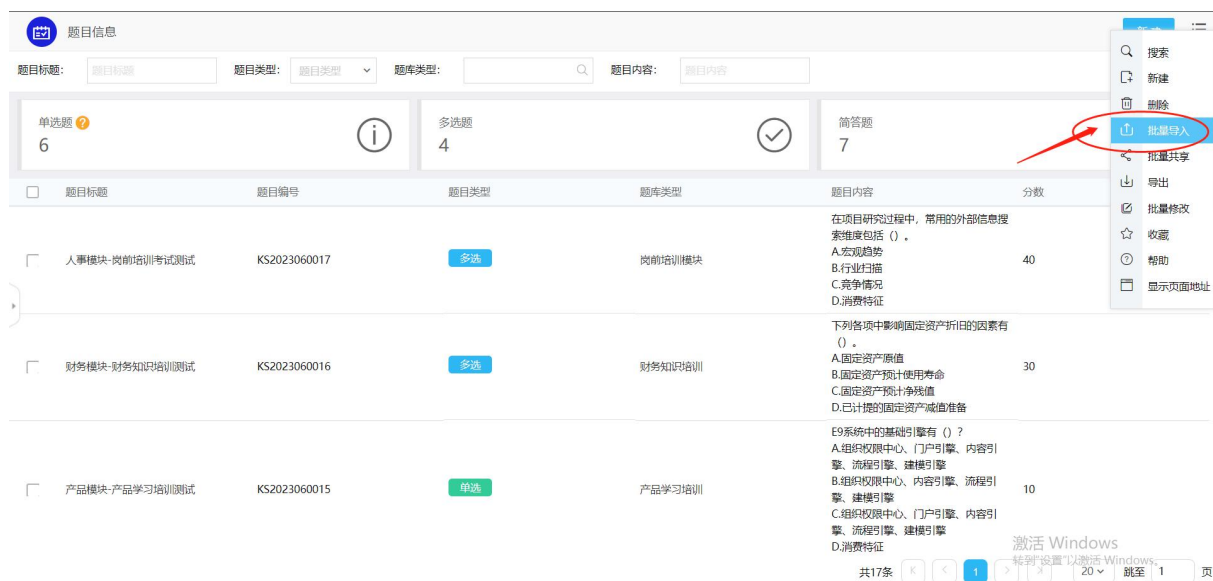 题目信息
题目标题：
题目标题
题目类型：
题目类型
题库类型：
题目内容：
题目内容
单选题
6
多选题
4
简答题
7
搜索
新建
删除
批量导入
批量共享
导出
批量修改
收藏
帮助
显示页面地址
题目标题
题目编号
题目类型
题库类型
题目内容
分数
人事模块-岗前培训考试测试
KS2023060017
多选
岗前培训模块
在项目研究过程中，常用的外部信息搜
索维度包括（）。
A.宏观趋势
B.行业扫描
C.竞争情况
D.消费特征
40
财务模块-财务知识培训测试
KS2023060016
多选
财务知识培训
下列各项中影响固定资产折旧的因素有
（）。
A.固定资产原值
B.固定资产预计使用寿命
C.固定资产预计净残值
D.已计提的固定资产减值准备
30
产品模块-产品学习培训测试
KS2023060015
单选
产品学习培训
E9系统中的基础引擎有（）？
A.组织权限中心、门户引擎、内容引
擎、流程引擎、建模引擎
B.组织权限中心、内容引擎、流程引
擎、建模引擎
C.组织权限中心、门户引擎、内容引
擎、流程引擎、建模引擎
D.消费特征
10
激活 Windows
转到"设置"以激活 Windows。
共17条
1
20
跳至
1
页